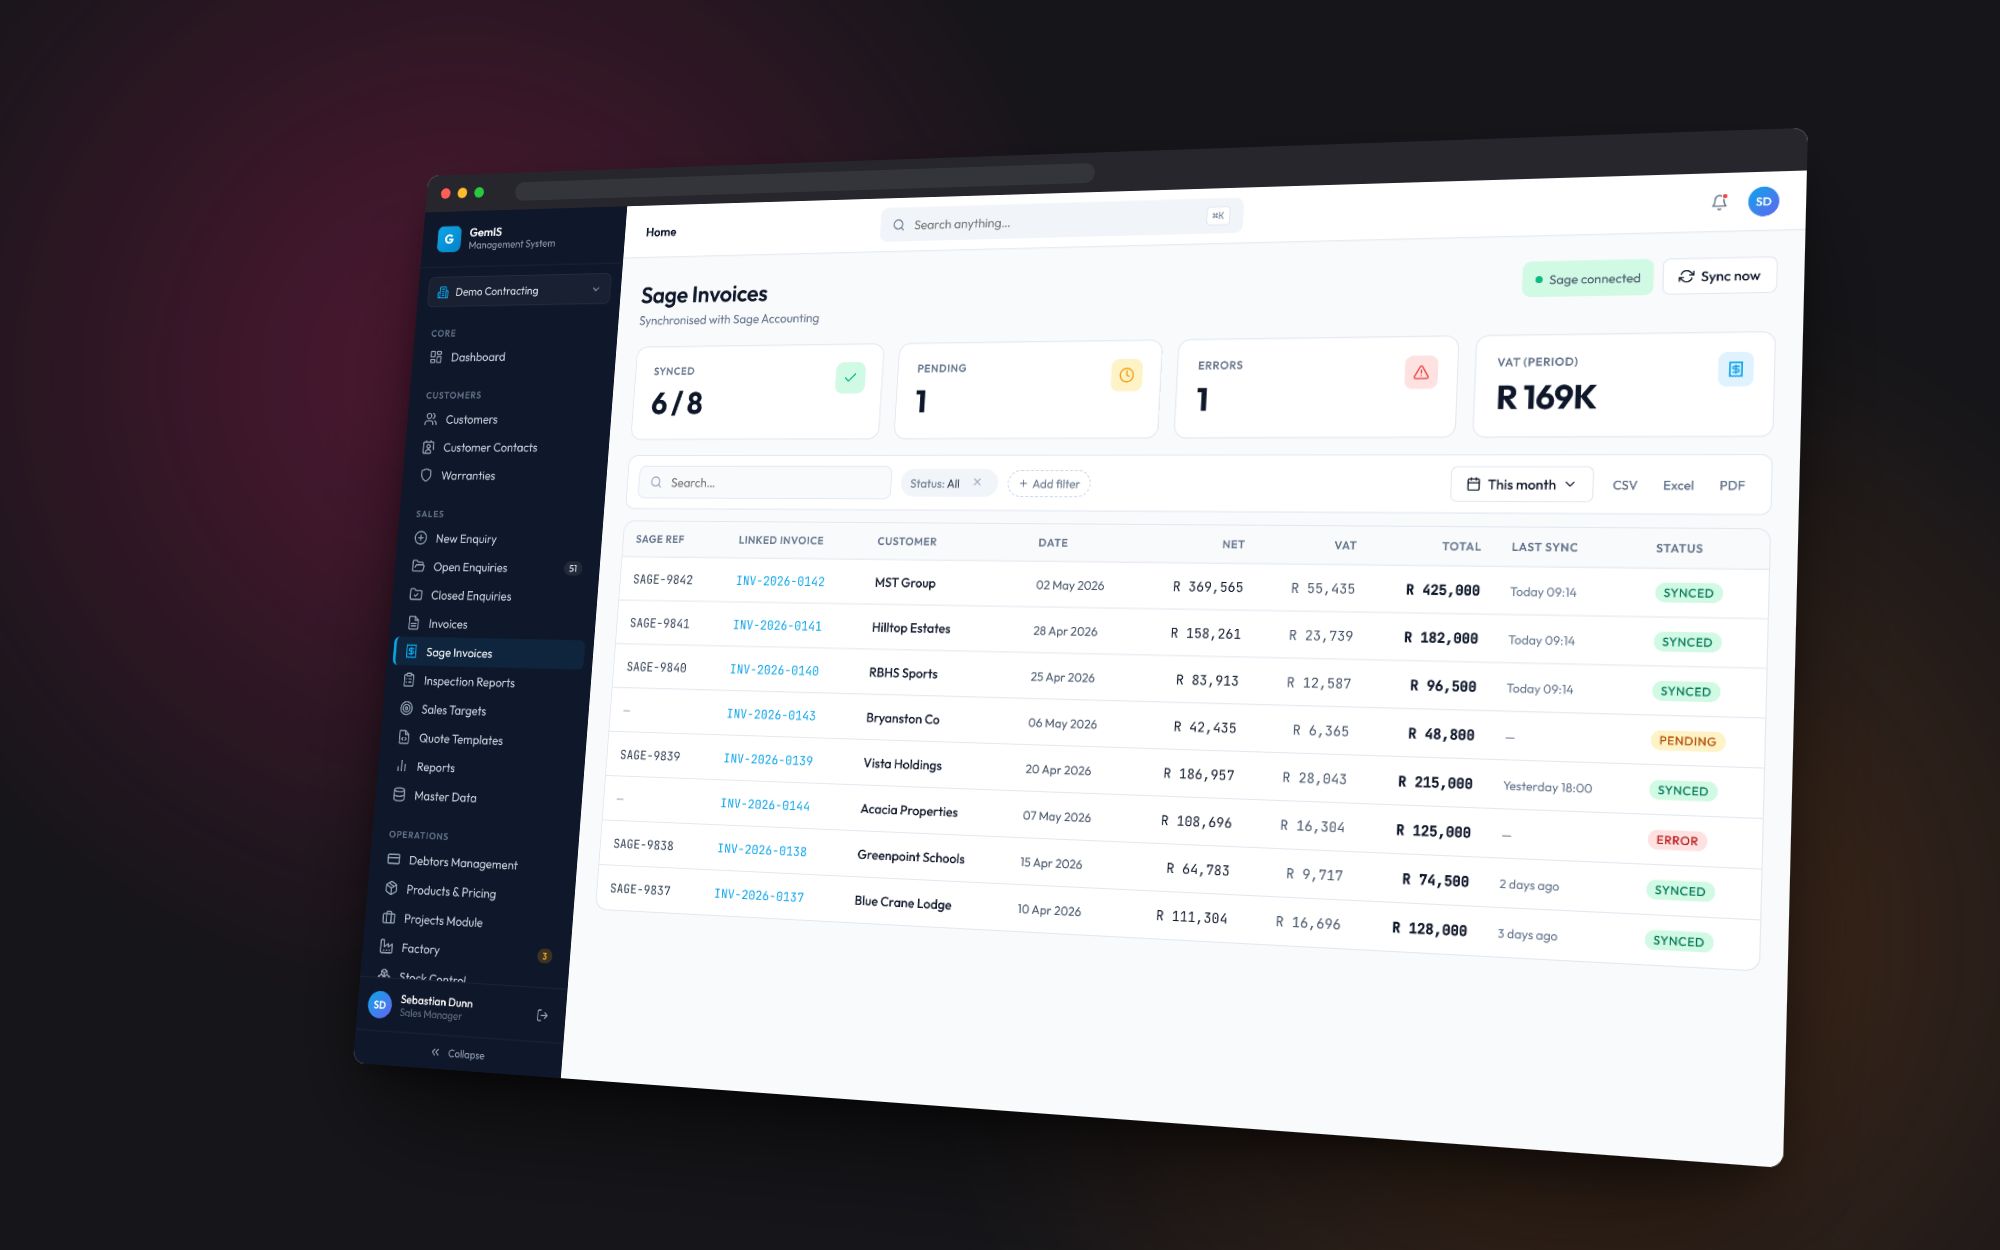 GemIS
Management System
Demo Contracting
CORE
Dashboard
CUSTOMERS
Customers
Customer Contacts
Warranties
SALES
New Enquiry
Open Enquiries 51
Closed Enquiries
Invoices
Sage Invoices
Inspection Reports
Sales Targets
Quote Templates
Reports
Master Data
OPERATIONS
Debtors Management
Products & Pricing
Projects Module
Factory 3
Stock Control
SD Sebastian Dunn
Sales Manager
Collapse
Home
Search anything...
⌘K
SD
Sage Invoices
Synchronised with Sage Accounting
Sage connected
Sync now
SYNCED
6/8
PENDING
1
ERRORS
1
VAT (PERIOD)
R 169K
Search...
Status: All
+ Add filter
This month
CSV Excel PDF
SAGE REF LINKED INVOICE CUSTOMER DATE NET VAT TOTAL LAST SYNC STATUS
SAGE-9842 INV-2026-0142 MST Group 02 May 2026 R 369,565 R 55,435 R 425,000 Today 09:14 SYNCED
SAGE-9841 INV-2026-0141 Hilltop Estates 28 Apr 2026 R 158,261 R 23,739 R 182,000 Today 09:14 SYNCED
SAGE-9840 INV-2026-0140 RBHS Sports 25 Apr 2026 R 83,913 R 12,587 R 96,500 Today 09:14 SYNCED
— INV-2026-0143 Bryanston Co 06 May 2026 R 42,435 R 6,365 R 48,800 — PENDING
SAGE-9839 INV-2026-0139 Vista Holdings 20 Apr 2026 R 186,957 R 28,043 R 215,000 Yesterday 18:00 SYNCED
— INV-2026-0144 Acacia Properties 07 May 2026 R 108,696 R 16,304 R 125,000 — ERROR
SAGE-9838 INV-2026-0138 Greenpoint Schools 15 Apr 2026 R 64,783 R 9,717 R 74,500 2 days ago SYNCED
SAGE-9837 INV-2026-0137 Blue Crane Lodge 10 Apr 2026 R 111,304 R 16,696 R 128,000 3 days ago SYNCED